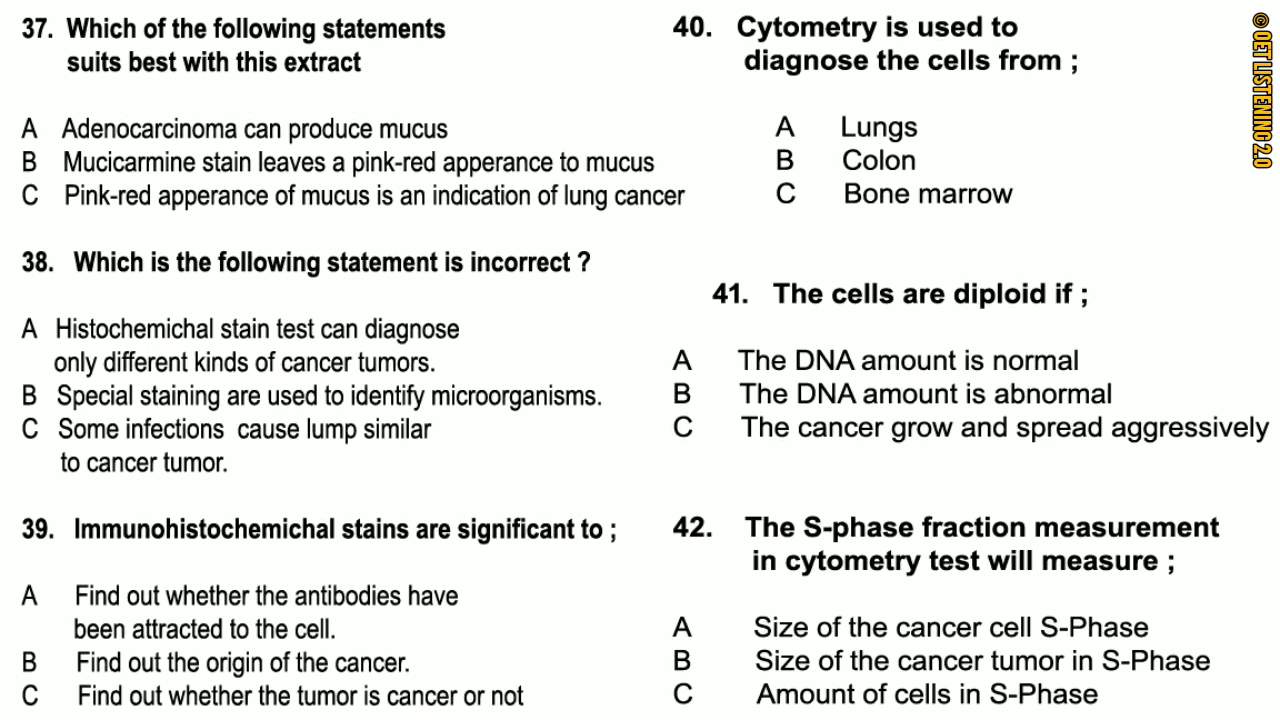 37. Which of the following statements
suits best with this extract
A Adenocarcinoma can produce mucus
B Mucicarmine stain leaves a pink-red apperance to mucus
C Pink-red apperance of mucus is an indication of lung cancer
38. Which is the following statement is incorrect ?
A Histochemichal stain test can diagnose
only different kinds of cancer tumors.
B Special staining are used to identify microorganisms.
C Some infections cause lump similar
to cancer tumor.
39. Immunohistochemichal stains are significant to ;
A Find out whether the antibodies have
been attracted to the cell.
B Find out the origin of the cancer.
C Find out whether the tumor is cancer or not
40. Cytometry is used to
diagnose the cells from ;
A Lungs
B Colon
C Bone marrow
41. The cells are diploid if ;
A The DNA amount is normal
B The DNA amount is abnormal
C The cancer grow and spread aggressively
42. The S-phase fraction measurement
in cytometry test will measure ;
A Size of the cancer cell S-Phase
B Size of the cancer tumor in S-Phase
C Amount of cells in S-Phase
© OET LISTENING 2.0